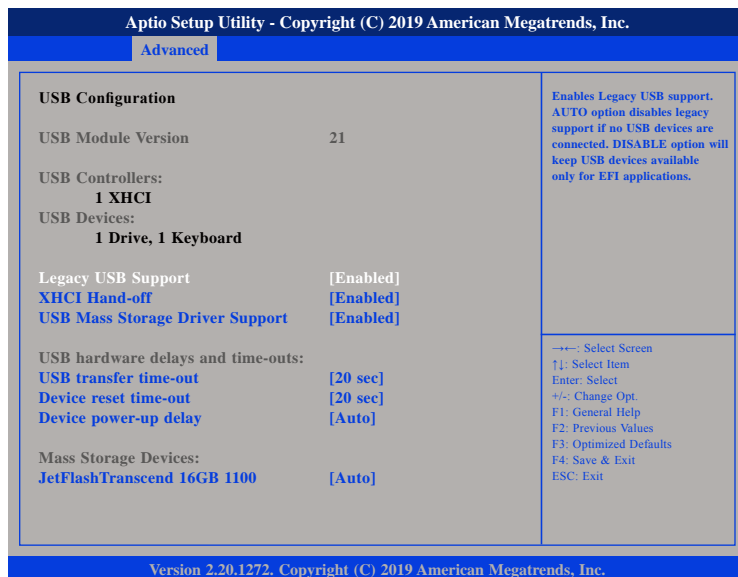 Aptio Setup Utility - Copyright (C) 2019 American Megatrends, Inc.
Advanced
USB Configuration
USB Module Version 21
USB Controllers:
1 XHCI
USB Devices:
1 Drive, 1 Keyboard
Legacy USB Support [Enabled]
XHCI Hand-off [Enabled]
USB Mass Storage Driver Support [Enabled]
USB hardware delays and time-outs:
USB transfer time-out [20 sec]
Device reset time-out [20 sec]
Device power-up delay [Auto]
Mass Storage Devices:
JetFlashTranscend 16GB 1100 [Auto]
Enables Legacy USB support.
AUTO option disables legacy
support if no USB devices are
connected. DISABLE option will
keep USB devices available
only for EFI applications.
→←: Select Screen
↑↓: Select Item
Enter: Select
+/-: Change Opt.
F1: General Help
F2: Previous Values
F3: Optimized Defaults
F4: Save & Exit
ESC: Exit
Version 2.20.1272. Copyright (C) 2019 American Megatrends, Inc.